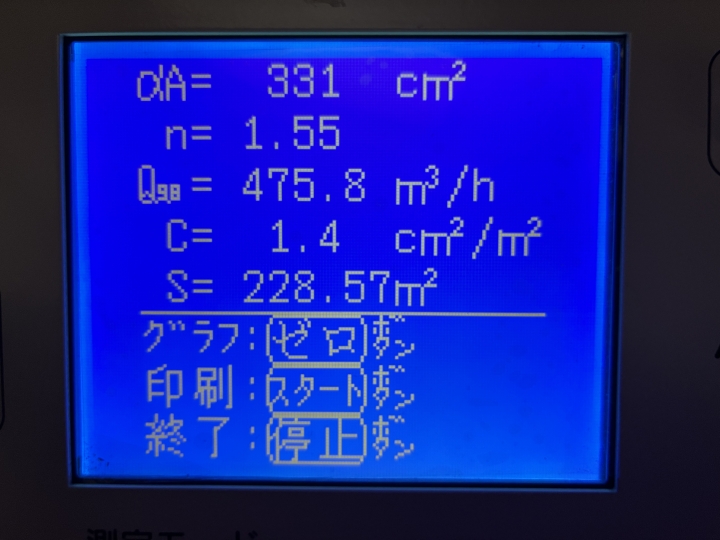 αA= 331 cm²
n= 1.55
Q₉.₈= 475.8 m³/h
C= 1.4 cm²/m²
S= 228.57m²
グラフ:ゼロボタン
印刷:スタートボタン
終了:停止ボタン